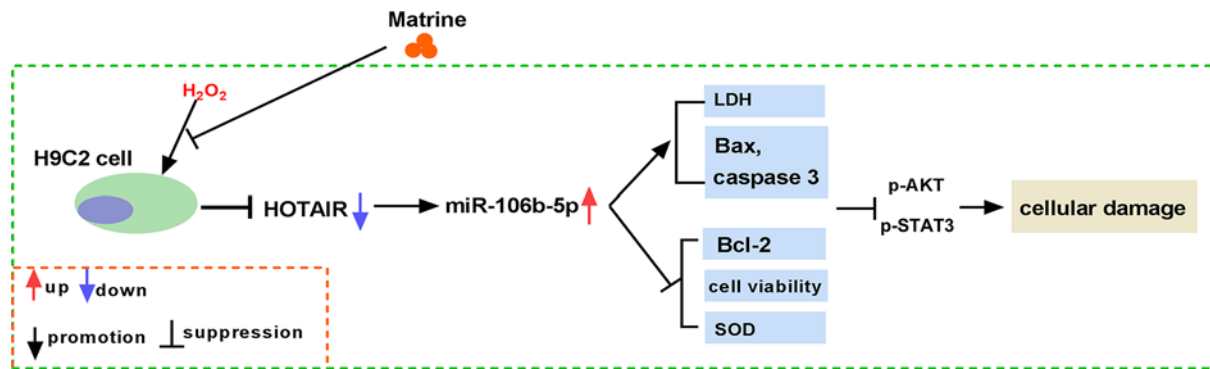 Matrine
H₂O₂
H9C2 cell
HOTAIR
miR-106b-5p
LDH
Bax,
caspase 3
Bcl-2
cell viability
SOD
p-AKT
p-STAT3
cellular damage
up
down
promotion
suppression